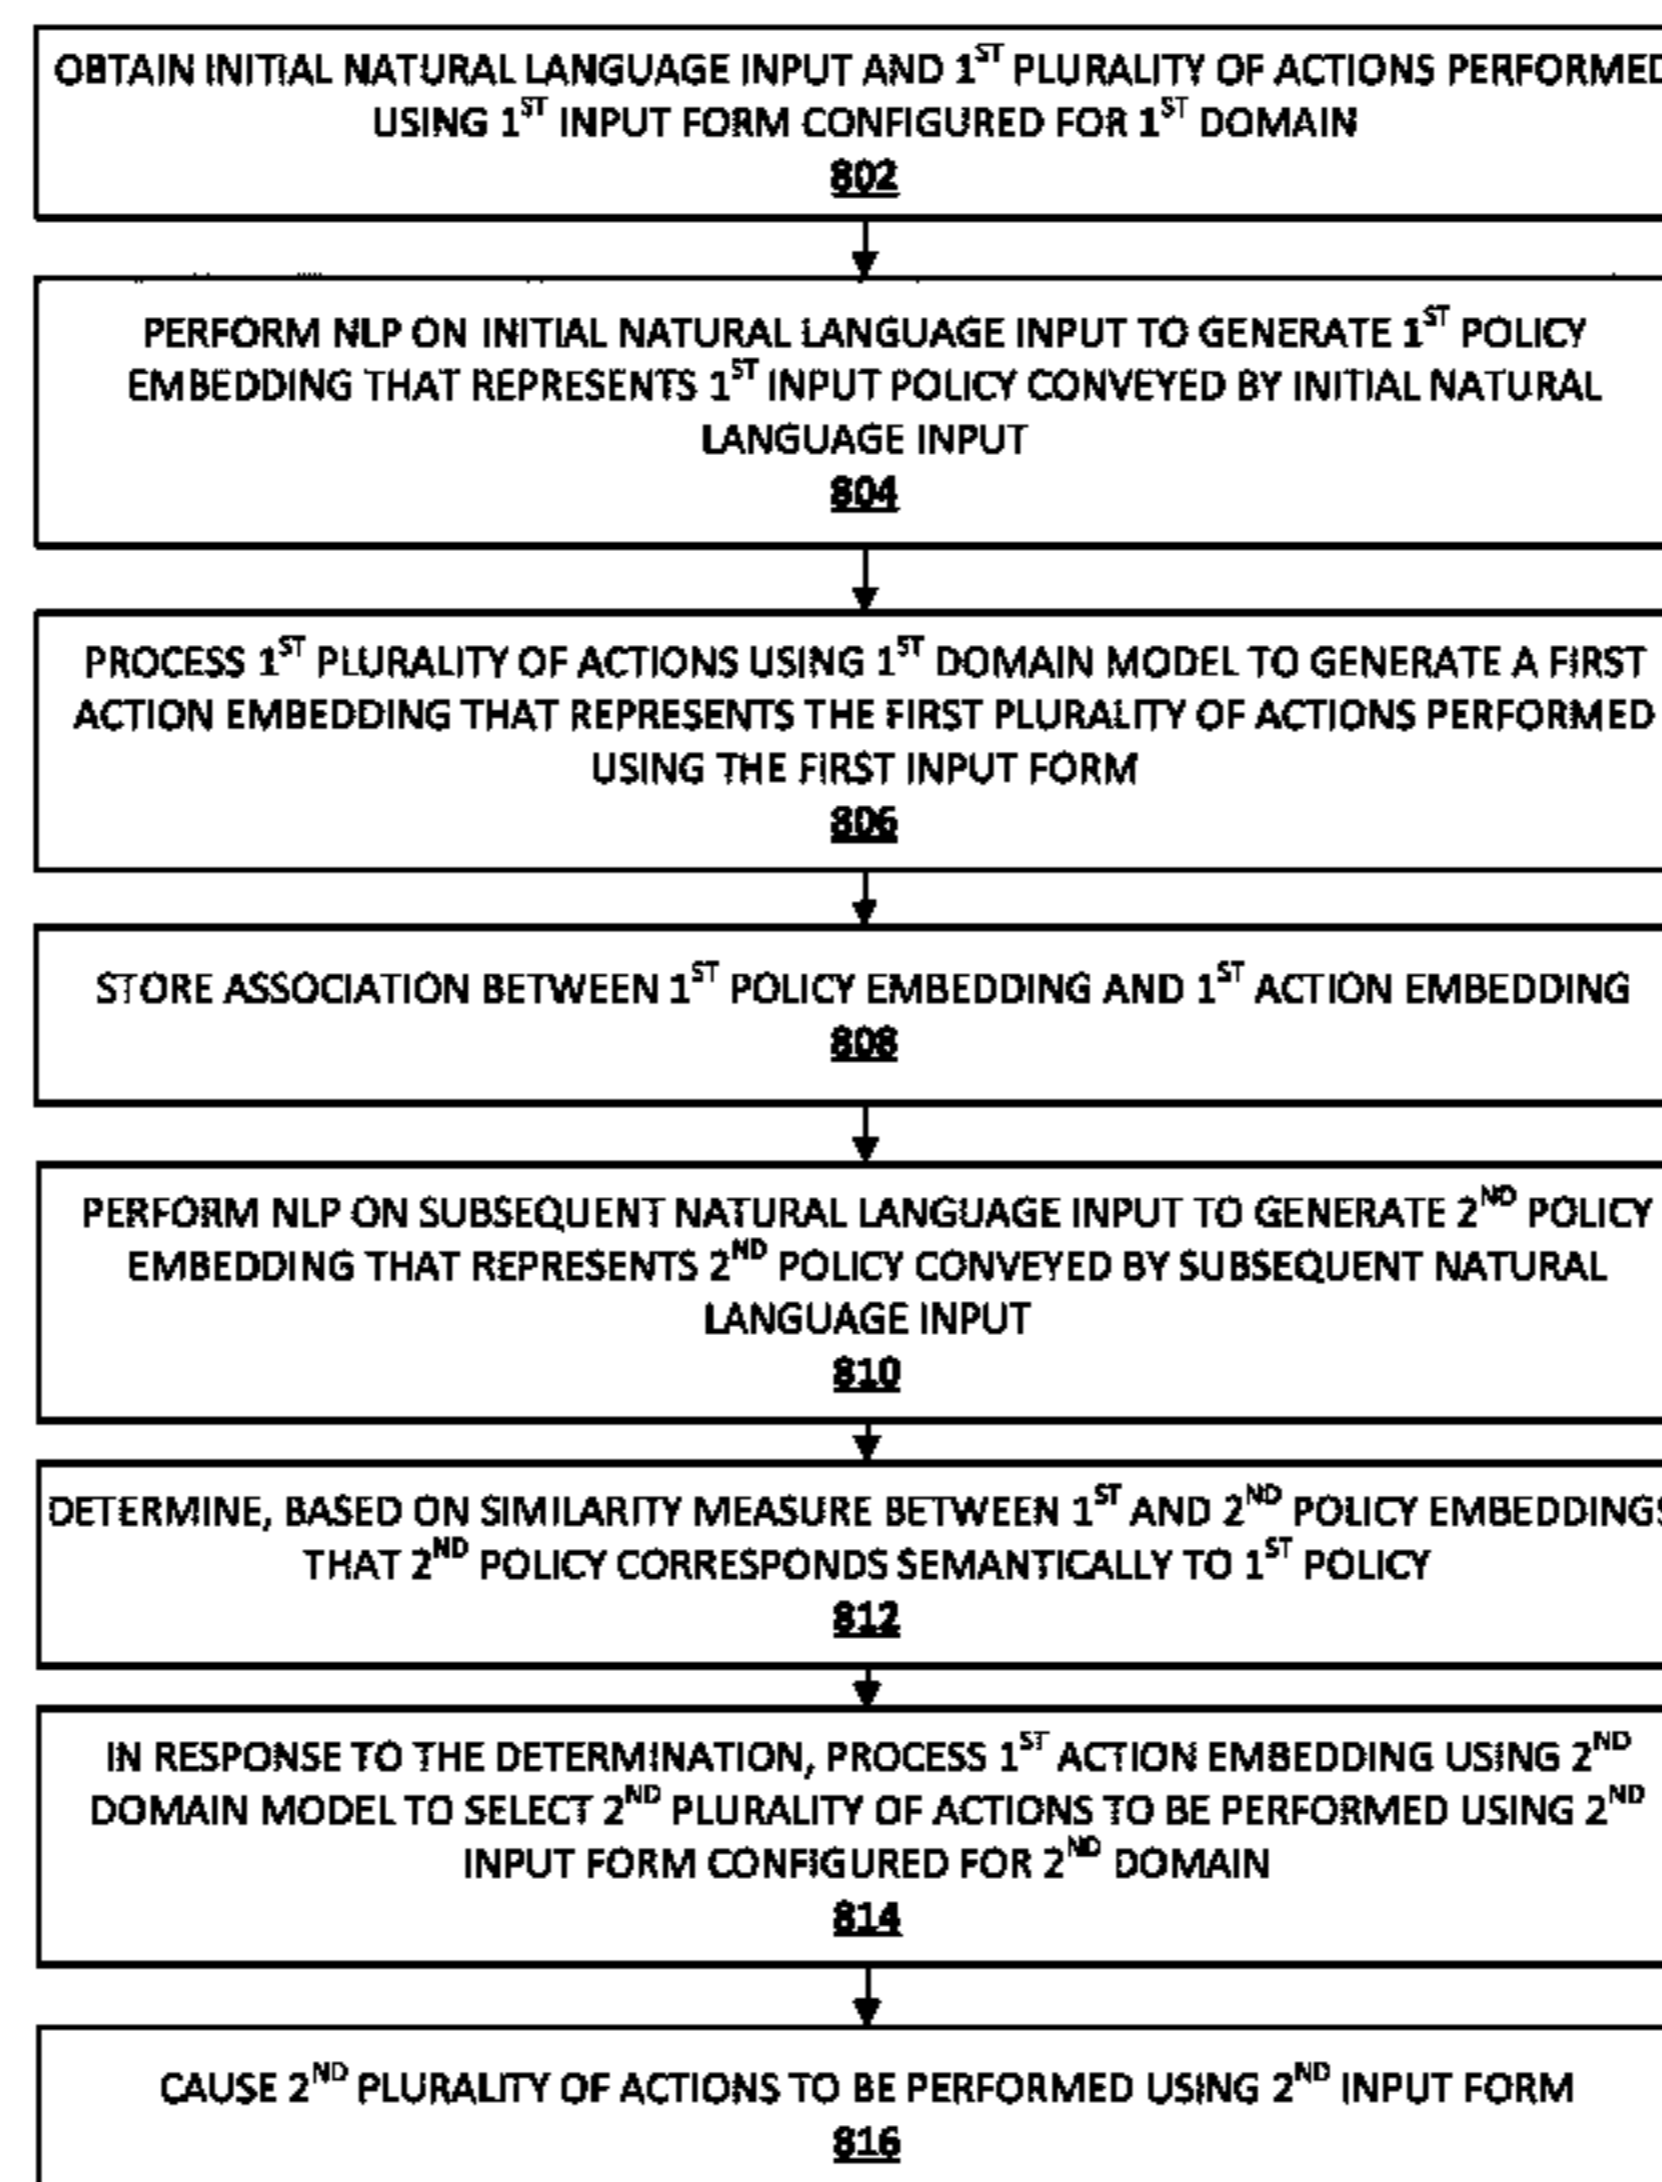 OBTAIN INITIAL NATURAL LANGUAGE INPUT AND 1ST PLURALITY OF ACTIONS PERFORMED
USING 1ST INPUT FORM CONFIGURED FOR 1ST DOMAIN
802
PERFORM NLP ON INITIAL NATURAL LANGUAGE INPUT TO GENERATE 1ST POLICY
EMBEDDING THAT REPRESENTS 1ST INPUT POLICY CONVEYED BY INITIAL NATURAL
LANGUAGE INPUT
804
PROCESS 1ST PLURALITY OF ACTIONS USING 1ST DOMAIN MODEL TO GENERATE A FIRST
ACTION EMBEDDING THAT REPRESENTS THE FIRST PLURALITY OF ACTIONS PERFORMED
USING THE FIRST INPUT FORM
806
STORE ASSOCIATION BETWEEN 1ST POLICY EMBEDDING AND 1ST ACTION EMBEDDING
808
PERFORM NLP ON SUBSEQUENT NATURAL LANGUAGE INPUT TO GENERATE 2ND POLICY
EMBEDDING THAT REPRESENTS 2ND POLICY CONVEYED BY SUBSEQUENT NATURAL
LANGUAGE INPUT
810
DETERMINE, BASED ON SIMILARITY MEASURE BETWEEN 1ST AND 2ND POLICY EMBEDDINGS
THAT 2ND POLICY CORRESPONDS SEMANTICALLY TO 1ST POLICY
812
IN RESPONSE TO THE DETERMINATION, PROCESS 1ST ACTION EMBEDDING USING 2ND
DOMAIN MODEL TO SELECT 2ND PLURALITY OF ACTIONS TO BE PERFORMED USING 2ND
INPUT FORM CONFIGURED FOR 2ND DOMAIN
814
CAUSE 2ND PLURALITY OF ACTIONS TO BE PERFORMED USING 2ND INPUT FORM
816